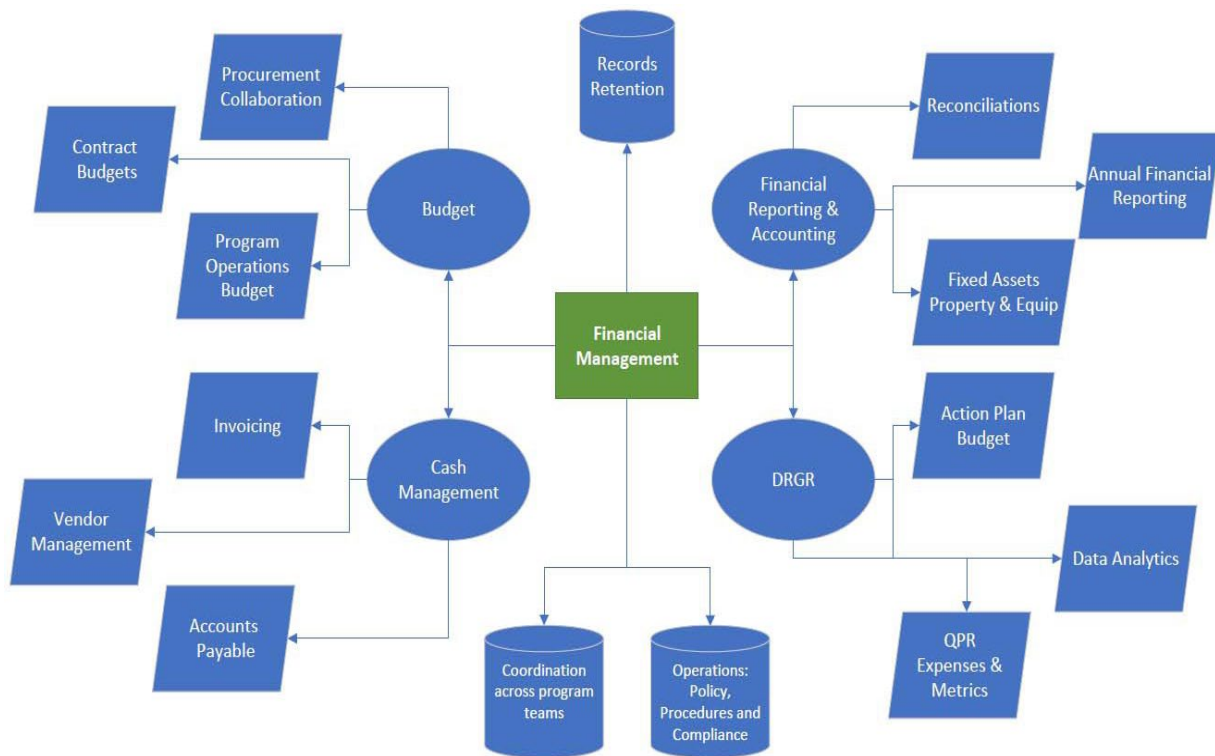 Procurement
Collaboration
Records
Retention
Reconciliations
Contract
Budgets
Annual Financial
Reporting
Budget
Financial
Reporting &
Accounting
Program
Operations
Budget
Fixed Assets
Property & Equip
Financial
Management
Invoicing
Action Plan
Budget
Cash
Management
DRGR
Vendor
Management
Data Analytics
Accounts
Payable
QPR
Expenses &
Metrics
Coordination
across program
teams
Operations:
Policy,
Procedures and
Compliance